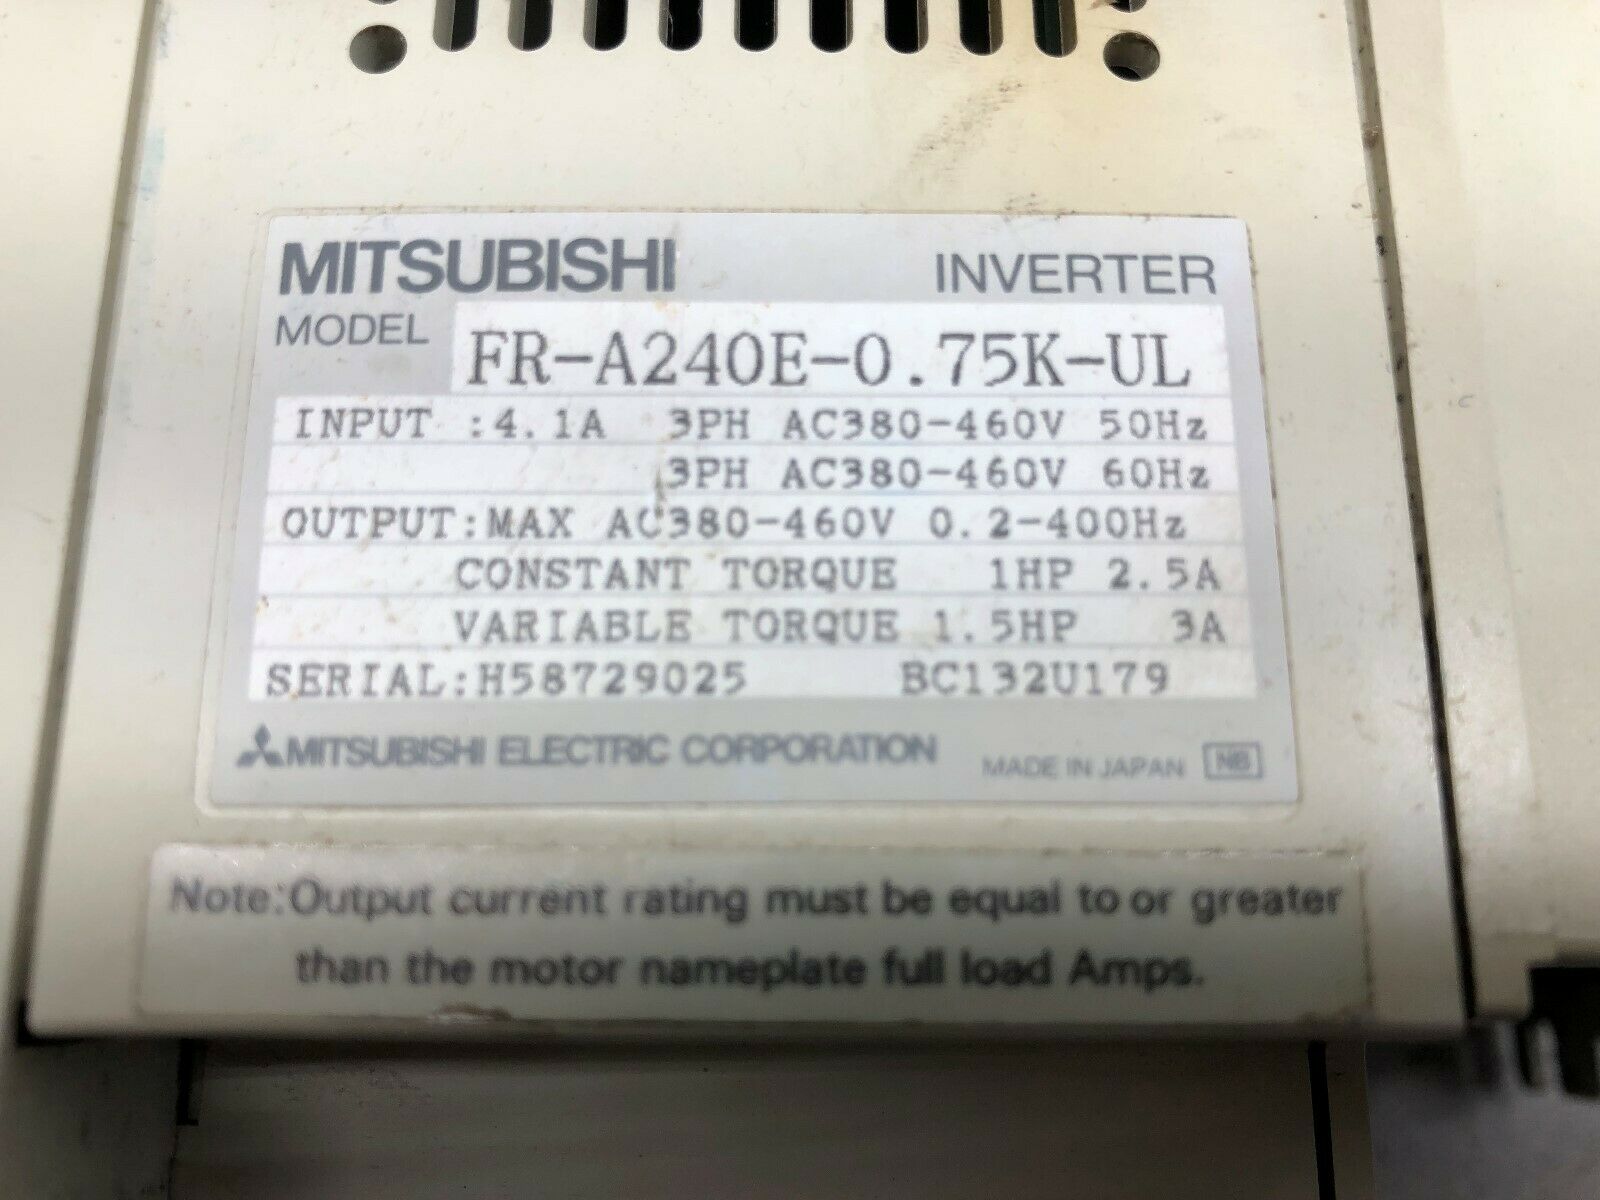 MITSUBISHI INVERTER
MODEL FR-A240E-0.75K-UL
INPUT :4.1A 3PH AC380-460V 50Hz
3PH AC380-460V 60Hz
OUTPUT:MAX AC380-460V 0.2-400Hz
CONSTANT TORQUE 1HP 2.5A
VARIABLE TORQUE 1.5HP 3A
SERIAL:H58729025 BC132U179
MITSUBISHI ELECTRIC CORPORATION MADE IN JAPAN NB
Note:Output current rating must be equal to or greater
than the motor nameplate full load Amps.